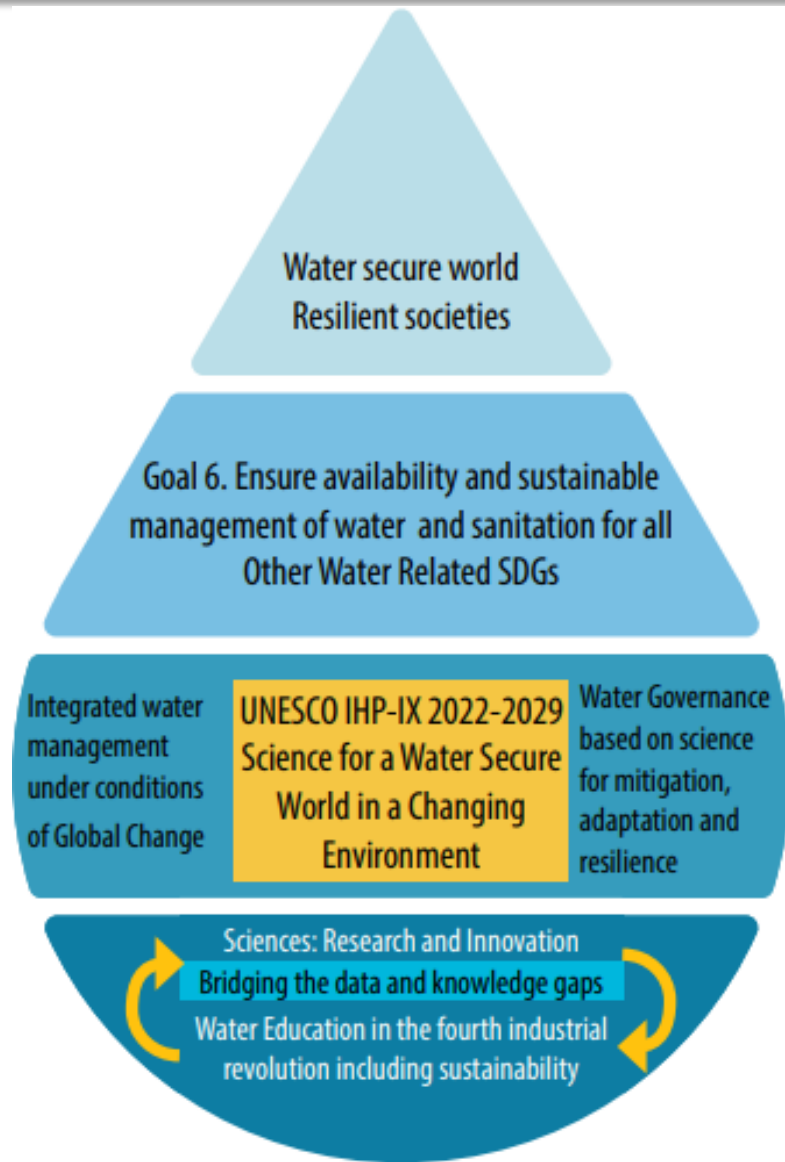 Water secure world
Resilient societies
Goal 6. Ensure availability and sustainable
management of water and sanitation for all
Other Water Related SDGs
Integrated water
management
under conditions
of Global Change
UNESCO IHP-IX 2022-2029
Science for a Water Secure
World in a Changing
Environment
Water Governance
based on science
for mitigation,
adaptation and
resilience
Sciences: Research and Innovation
Bridging the data and knowledge gaps
Water Education in the fourth industrial
revolution including sustainability